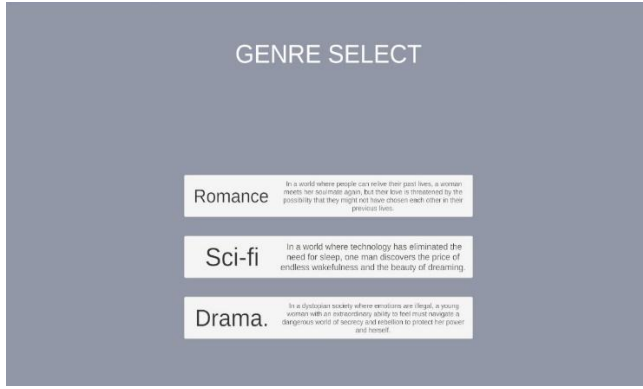 GENRE SELECT
Romance
In a world where people can relive their past lives, a woman
meets her soulmate again, but their love is threatened by the
possibility that they might not have chosen each other in their
previous lives.
Sci-fi
In a world where technology has eliminated the
need for sleep, one man discovers the price of
endless wakefulness and the beauty of dreaming.
Drama.
In a dystopian society where emotions are illegal, a young
woman with an extraordinary ability to feel must navigate a
dangerous world of secrecy and rebellion to protect her power
and herself.